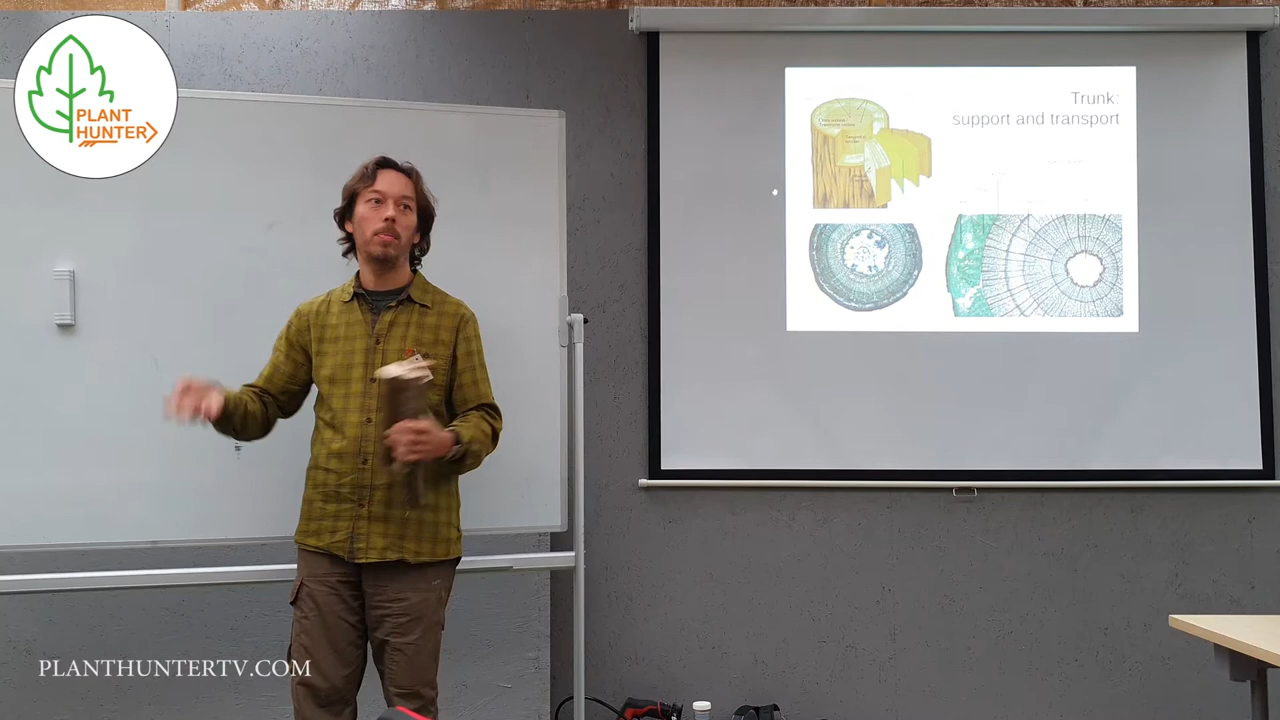 PLANT
HUNTER
Trunk:
support and transport
PLANTHUNTERTV.COM